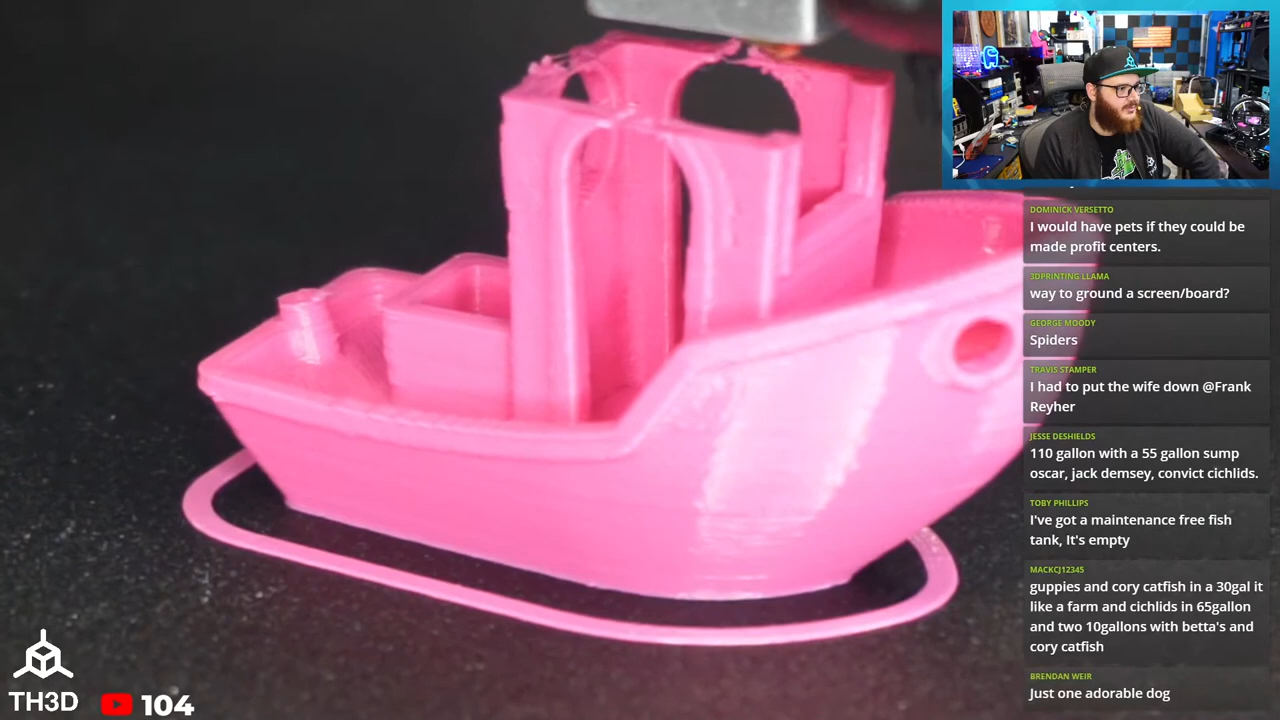 DOMINICK VERSETTO
I would have pets if they could be
made profit centers.
3DPRINTING LLAMA
way to ground a screen/board?
GEORGE MOODY
Spiders
TRAVIS STAMPER
I had to put the wife down @Frank
Reyher
JESSE DESHIELDS
110 gallon with a 55 gallon sump
oscar, jack demsey, convict cichlids.
TOBY PHILLIPS
I've got a maintenance free fish
tank, It's empty
MACKCJ12345
guppies and cory catfish in a 30gal it
like a farm and cichlids in 65gallon
and two 10gallons with betta's and
cory catfish
BRENDAN WEIR
Just one adorable dog
TH3D
104